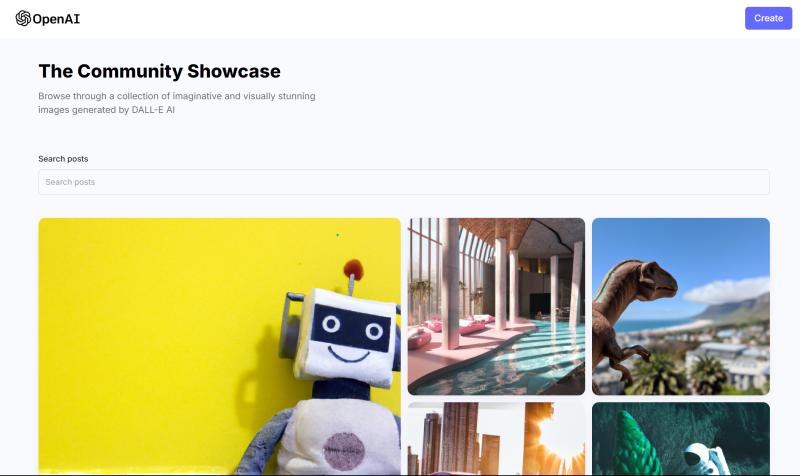 OpenAI
Create
The Community Showcase
Browse through a collection of imaginative and visually stunning
images generated by DALL-E AI
Search posts
Search posts